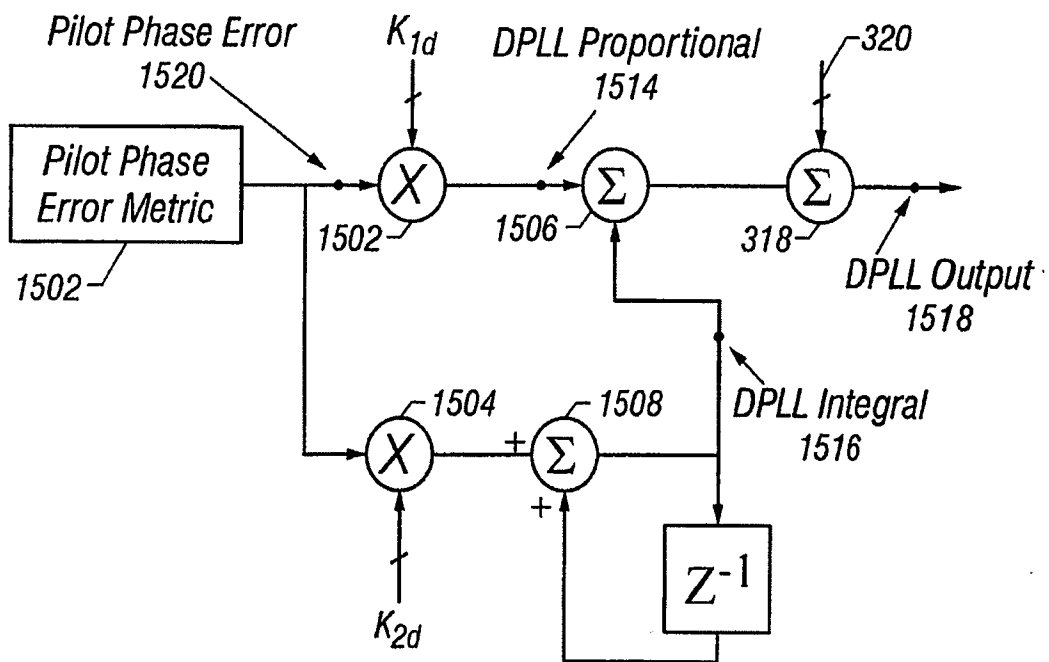 Pilot Phase Error
1520
K1d
DPLL Proportional
1514
320
Pilot Phase
Error Metric
1502
X
1502
Σ
1506
Σ
318
DPLL Output
1518
1504
X
1508
Σ
+
+
DPLL Integral
1516
K2d
Z-1